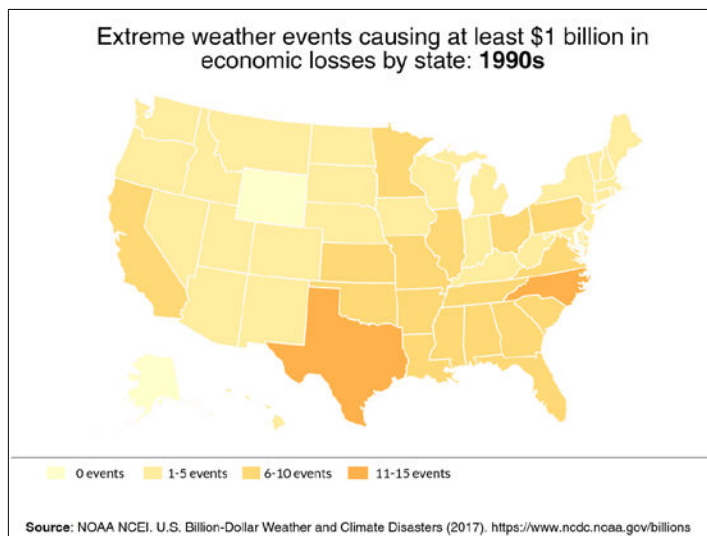 Extreme weather events causing at least $1 billion in
economic losses by state: 1990s
0 events 1-5 events 6-10 events 11-15 events
Source: NOAA NCEI. U.S. Billion-Dollar Weather and Climate Disasters (2017). https://www.ncdc.noaa.gov/billions